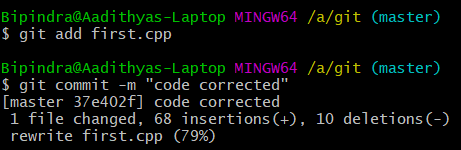 Bipindra@Aadithyas-Laptop MINGW64 /a/git (master)
$ git add first.cpp
Bipindra@Aadithyas-Laptop MINGW64 /a/git (master)
$ git commit -m "code corrected"
[master 37e402f] code corrected
 1 file changed, 68 insertions(+), 10 deletions(-)
 rewrite first.cpp (79%)